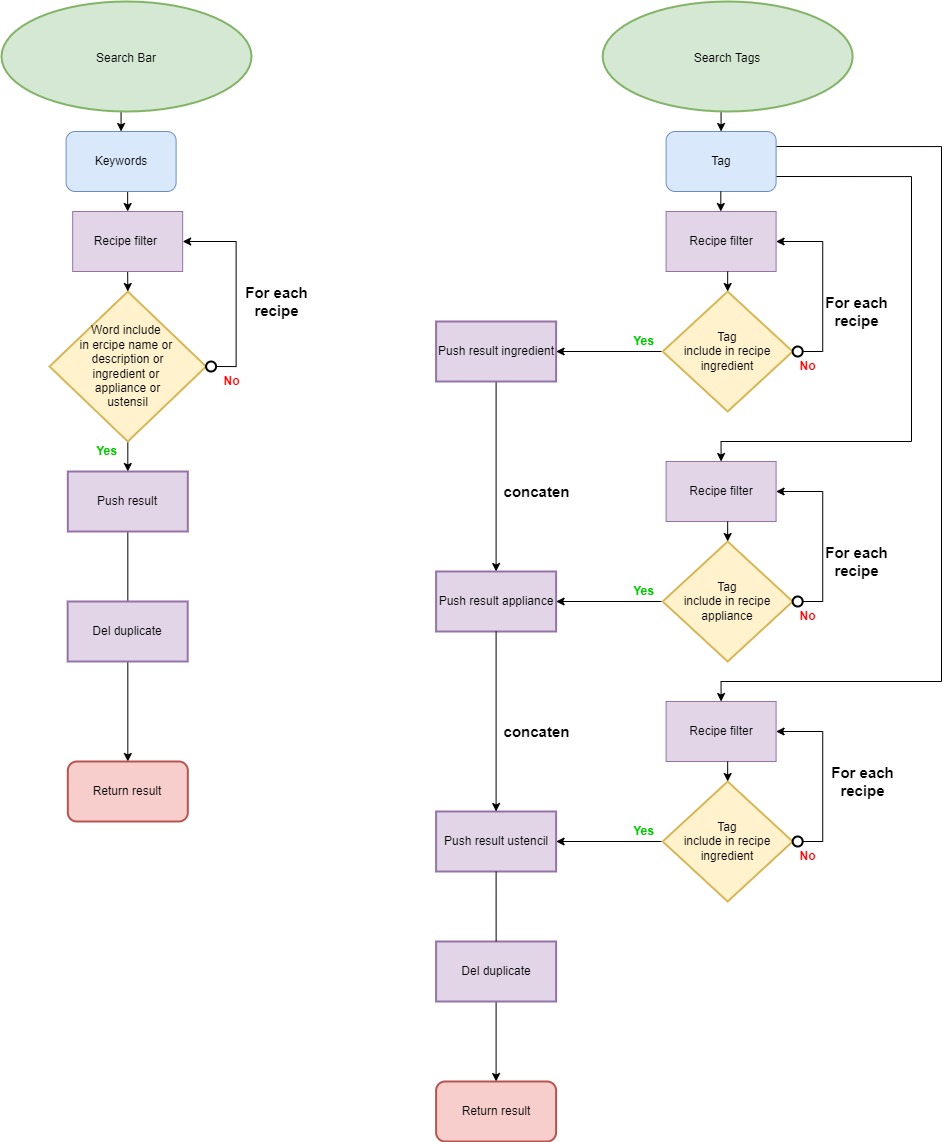 Search Bar
Keywords
Recipe filter
For each
recipe
Word include
in ercipe name or
description or
ingredient or
appliance or
ustensil
No
Yes
Push result
Del duplicate
Return result
Search Tags
Tag
Recipe filter
For each
recipe
Tag
include in recipe
ingredient
No
Yes
Push result ingredient
concaten
Recipe filter
For each
recipe
Tag
include in recipe
appliance
No
Yes
Push result appliance
concaten
Recipe filter
For each
recipe
Tag
include in recipe
ingredient
No
Yes
Push result ustencil
Del duplicate
Return result